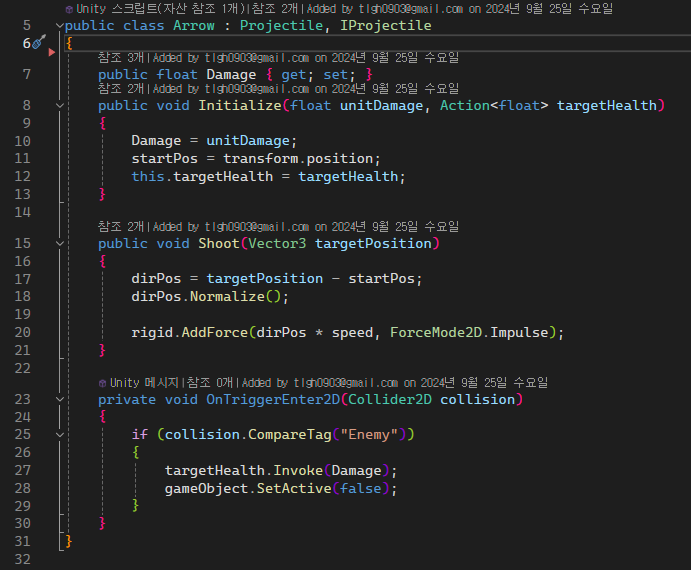 Unity 스크립트(자산 참조 1개)|참조 2개|Added by tlgh0903@gmail.com on 2024년 9월 25일 수요일
5 public class Arrow : Projectile, IProjectile
6 {
참조 3개|Added by tlgh0903@gmail.com on 2024년 9월 25일 수요일
7 public float Damage { get; set; }
참조 2개|Added by tlgh0903@gmail.com on 2024년 9월 25일 수요일
8 public void Initialize(float unitDamage, Action<float> targetHealth)
9 {
10 Damage = unitDamage;
11 startPos = transform.position;
12 this.targetHealth = targetHealth;
13 }
14
참조 2개|Added by tlgh0903@gmail.com on 2024년 9월 25일 수요일
15 public void Shoot(Vector3 targetPosition)
16 {
17 dirPos = targetPosition - startPos;
18 dirPos.Normalize();
19
20 rigid.AddForce(dirPos * speed, ForceMode2D.Impulse);
21 }
22
Unity 메시지|참조 0개|Added by tlgh0903@gmail.com on 2024년 9월 25일 수요일
23 private void OnTriggerEnter2D(Collider2D collision)
24 {
25 if (collision.CompareTag("Enemy"))
26 {
27 targetHealth.Invoke(Damage);
28 gameObject.SetActive(false);
29 }
30 }
31 }
32